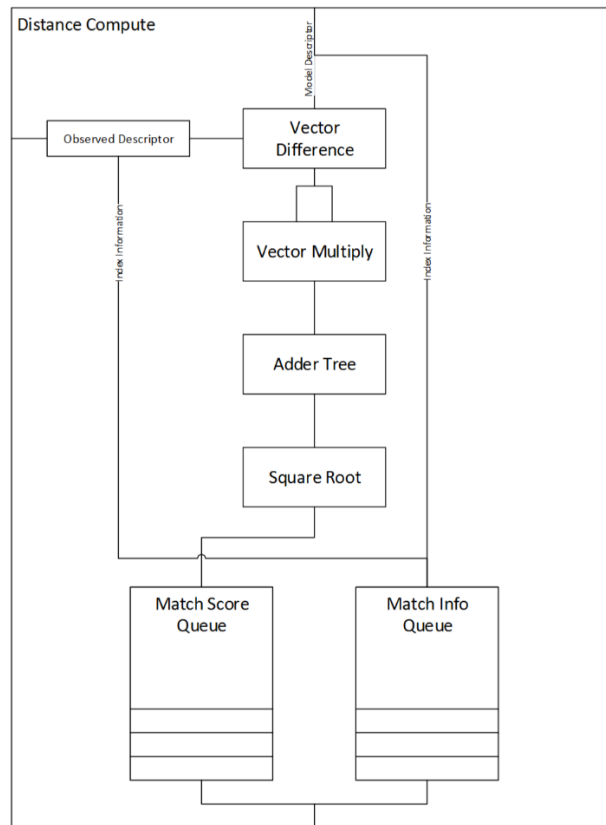 Distance Compute
Model Descriptor
Observed Descriptor
Vector
Difference
Index Information
Index Information
Vector Multiply
Adder Tree
Square Root
Match Score
Queue
Match Info
Queue